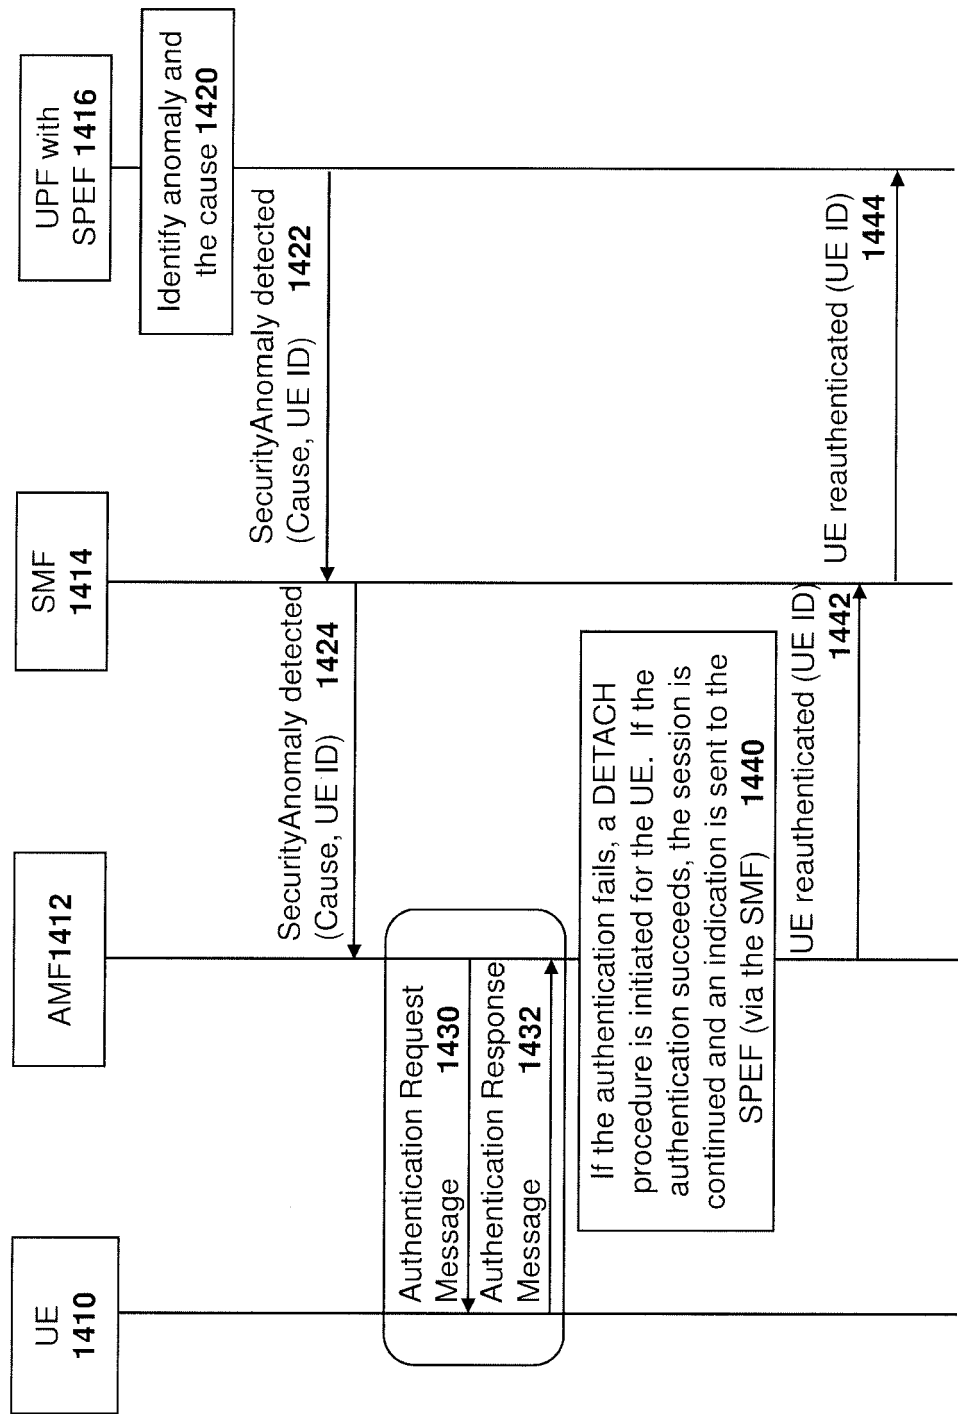 UE
1410
AMF1412
SMF
1414
UPF with
SPEF 1416
Identify anomaly and
the cause 1420
SecurityAnomaly detected
(Cause, UE ID) 1422
SecurityAnomaly detected
(Cause, UE ID) 1424
Authentication Request
Message 1430
Authentication Response
Message 1432
If the authentication fails, a DETACH
procedure is initiated for the UE. If the
authentication succeeds, the session is
continued and an indication is sent to the
SPEF (via the SMF) 1440
UE reauthenticated (UE ID)
1442
UE reauthenticated (UE ID)
1444